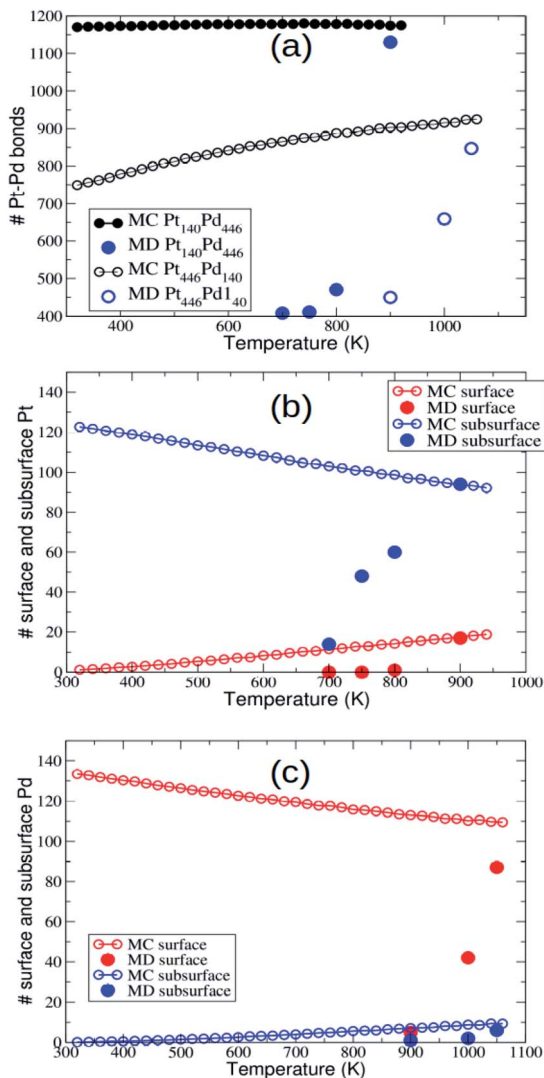 1200
(a)
1100
1000
900
800
700
600
500
400
# Pt-Pd bonds
MC Pt140Pd446
MD Pt140Pd446
MC Pt446Pd140
MD Pt446Pd140
400 600 800 1000
Temperature (K)
140
(b)
120
100
80
60
40
20
0
# surface and subsurface Pt
MC surface
MD surface
MC subsurface
MD subsurface
300 400 500 600 700 800 900 1000
Temperature (K)
140
(c)
120
100
80
60
40
20
0
# surface and subsurface Pd
MC surface
MD surface
MC subsurface
MD subsurface
300 400 500 600 700 800 900 1000 1100
Temperature (K)